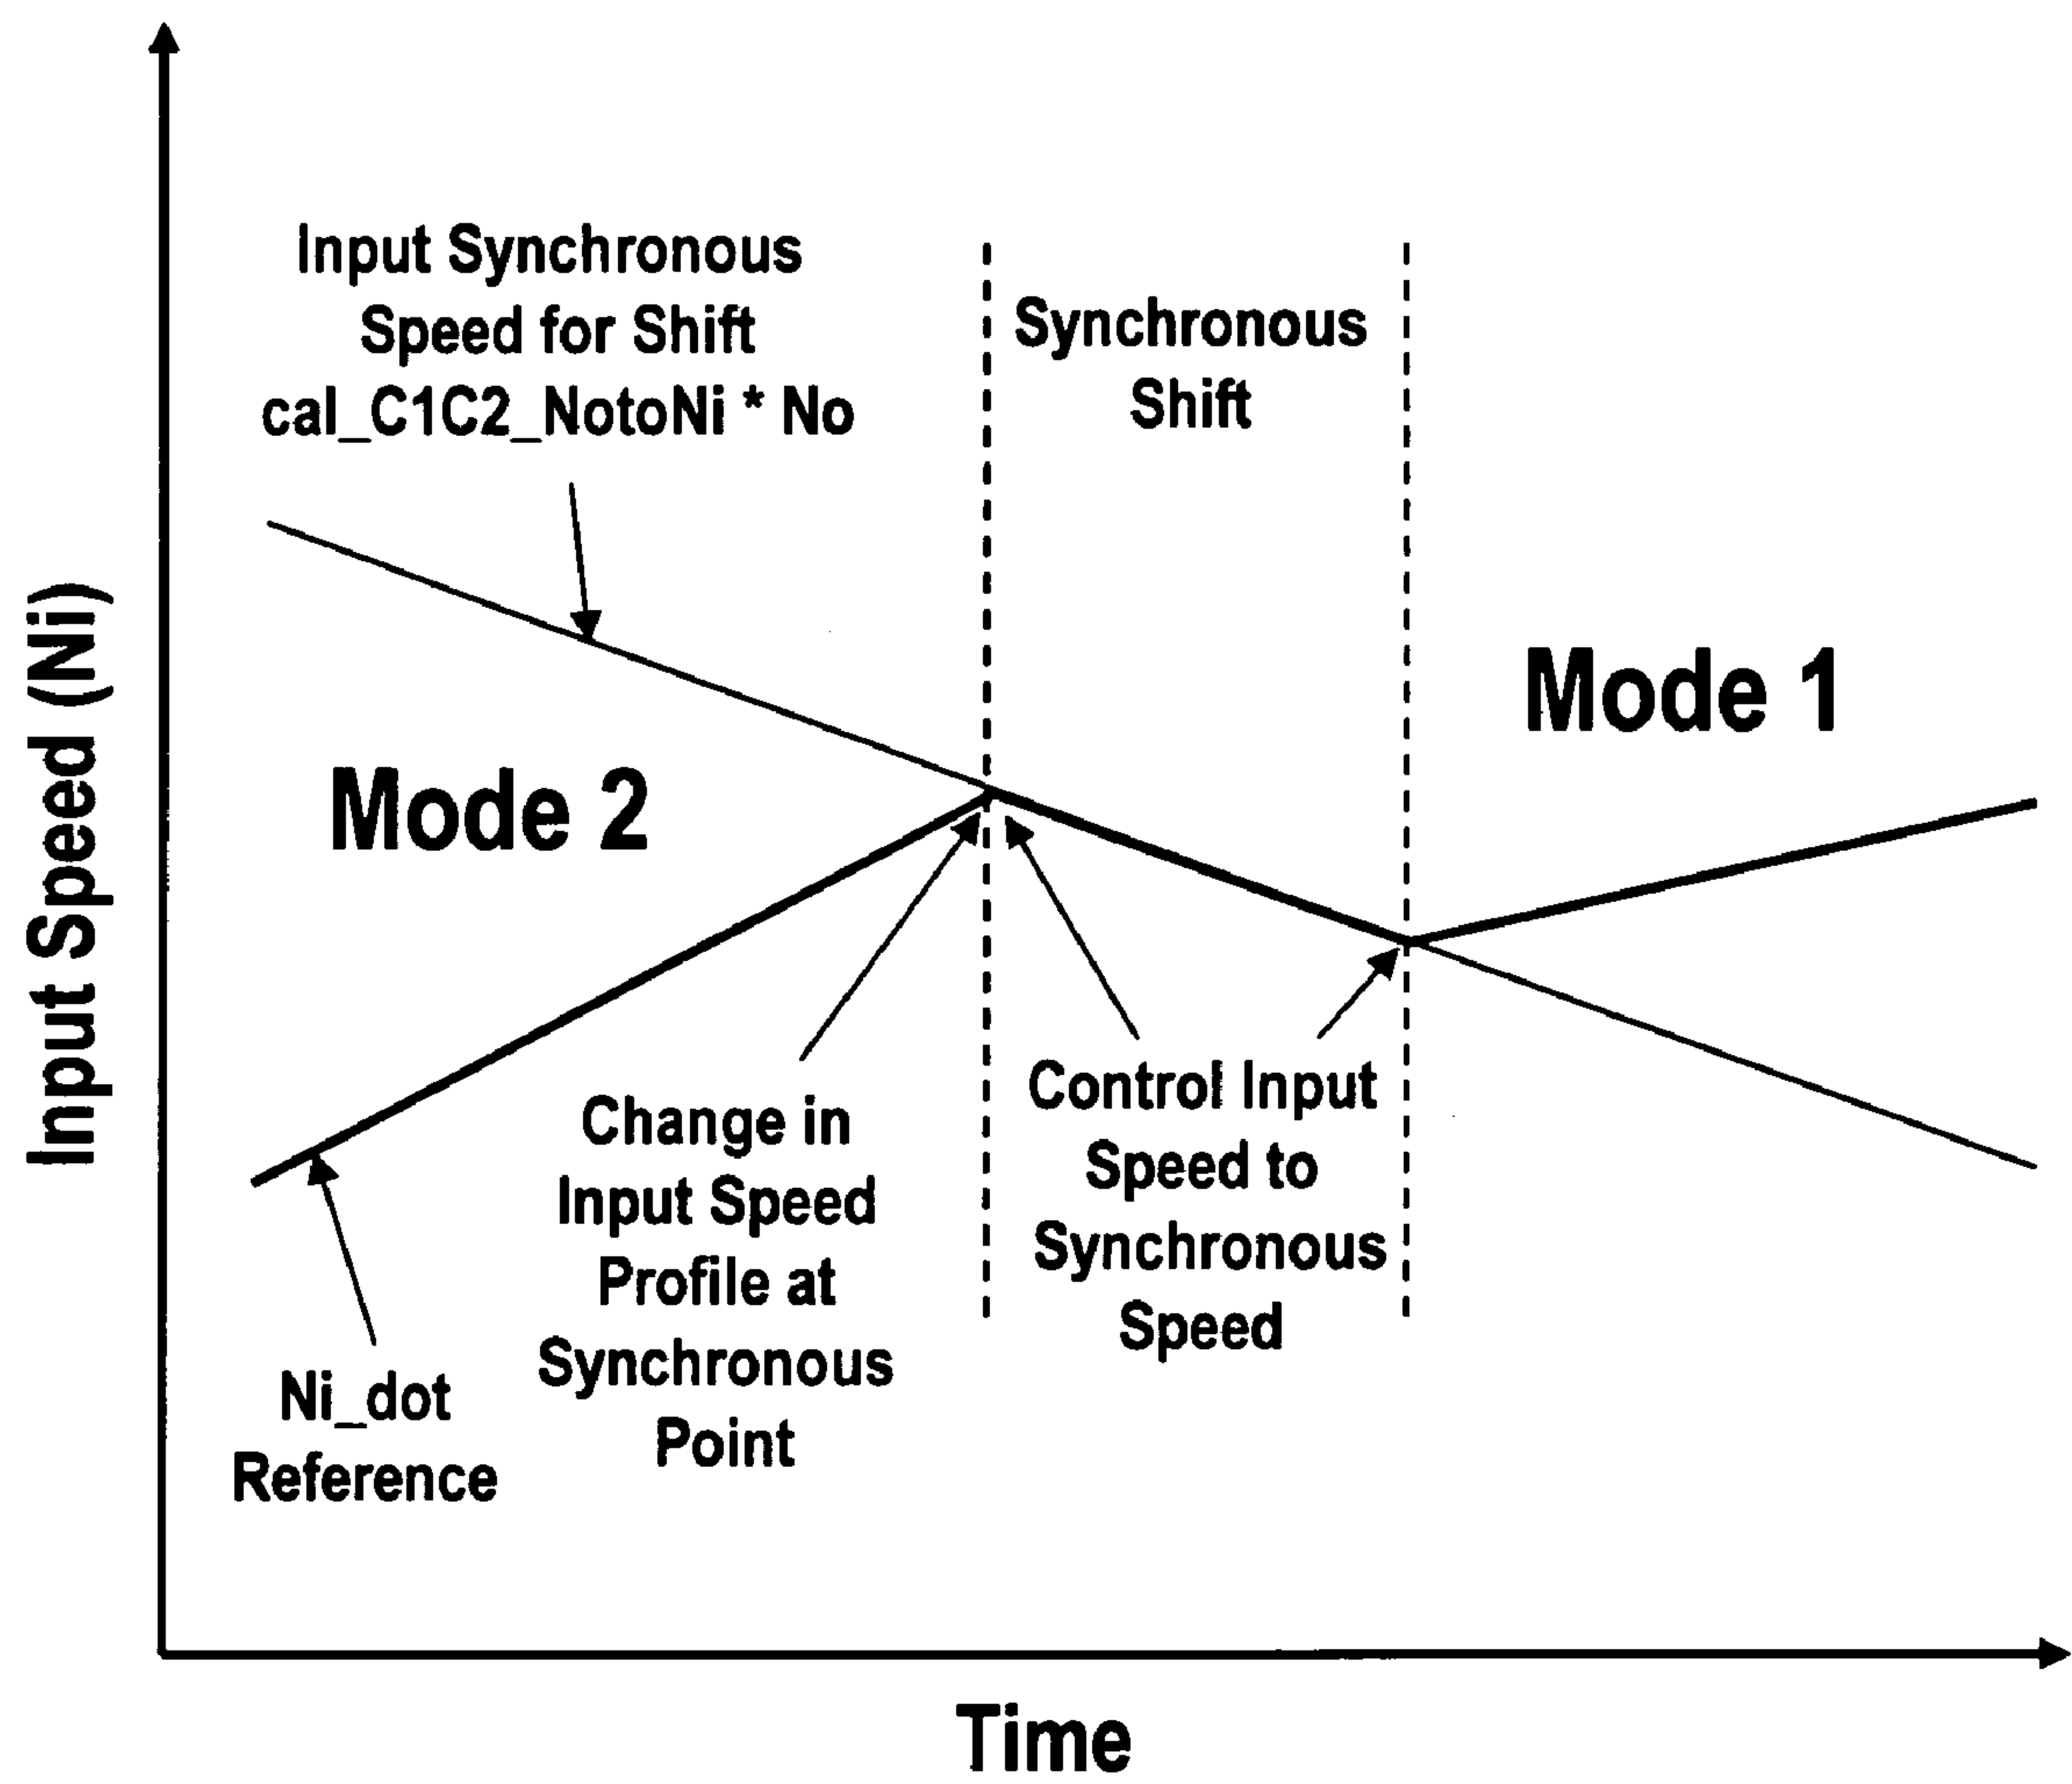 Input Synchronous
Speed for Shift
cal_C1C2_NotoNi * No
Synchronous
Shift
Mode 1
Mode 2
Input Speed (Ni)
Change in
Input Speed
Profile at
Synchronous
Point
Control Input
Speed to
Synchronous
Speed
Ni_dot
Reference
Time